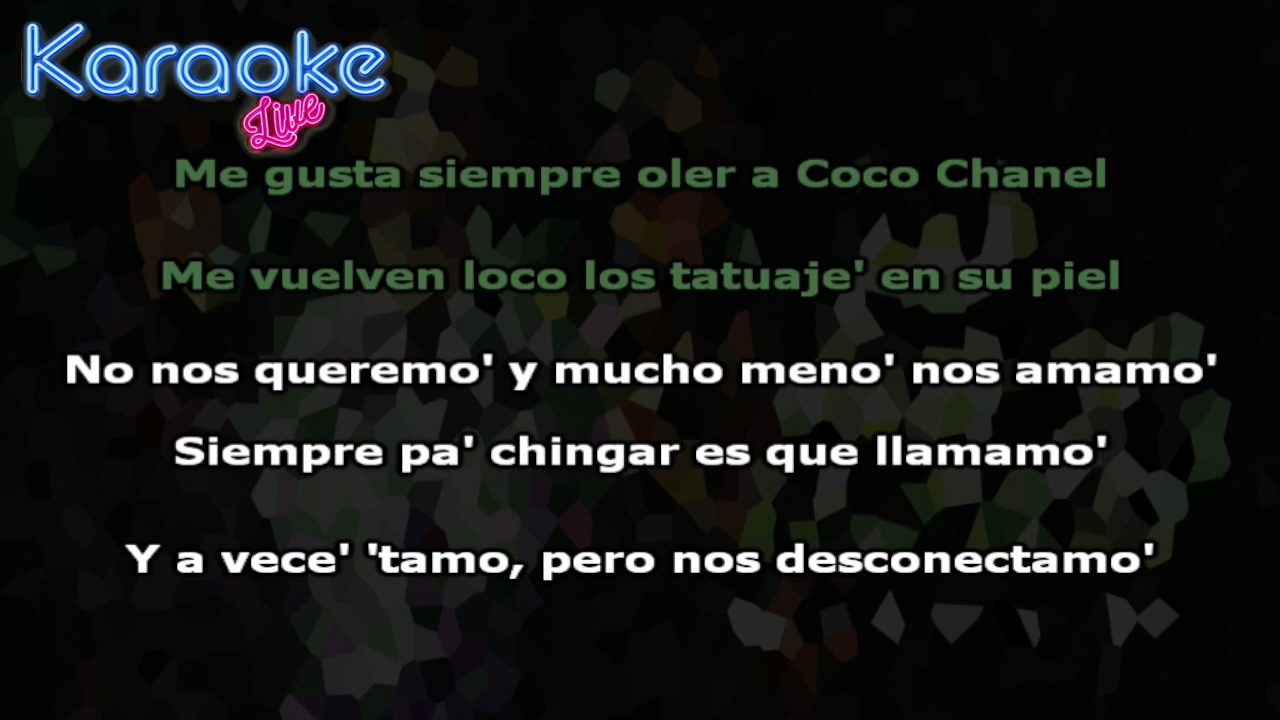 Karaoke
Live
Me gusta siempre oler a Coco Chanel
Me vuelven loco los tatuaje' en su piel
No nos queremo' y mucho meno' nos amamo'
Siempre pa' chingar es que llamamo'
Y a vece' 'tamo, pero nos desconectamo'